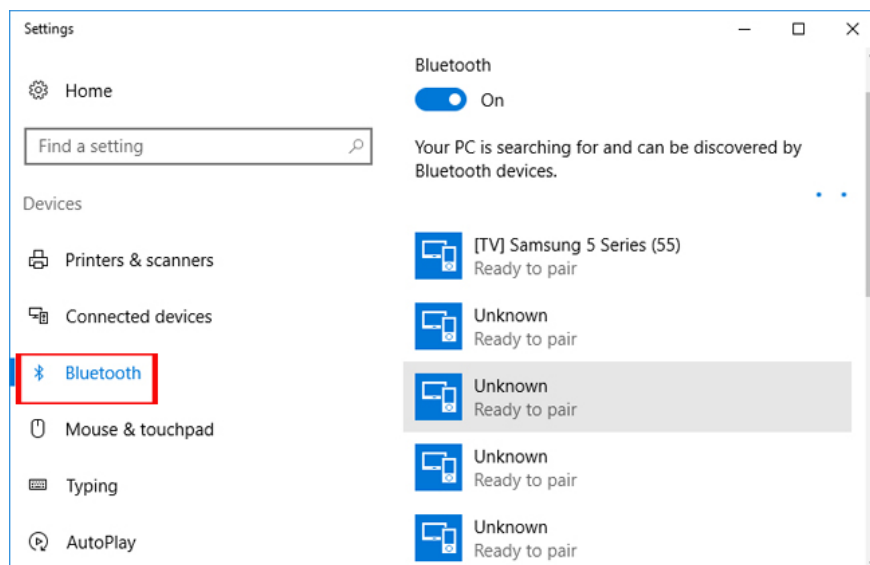 Settings
Home
Find a setting
Devices
Printers & scanners
Connected devices
Bluetooth
Mouse & touchpad
Typing
AutoPlay
Bluetooth
On
Your PC is searching for and can be discovered by
Bluetooth devices.
[TV] Samsung 5 Series (55)
Ready to pair
Unknown
Ready to pair
Unknown
Ready to pair
Unknown
Ready to pair
Unknown
Ready to pair